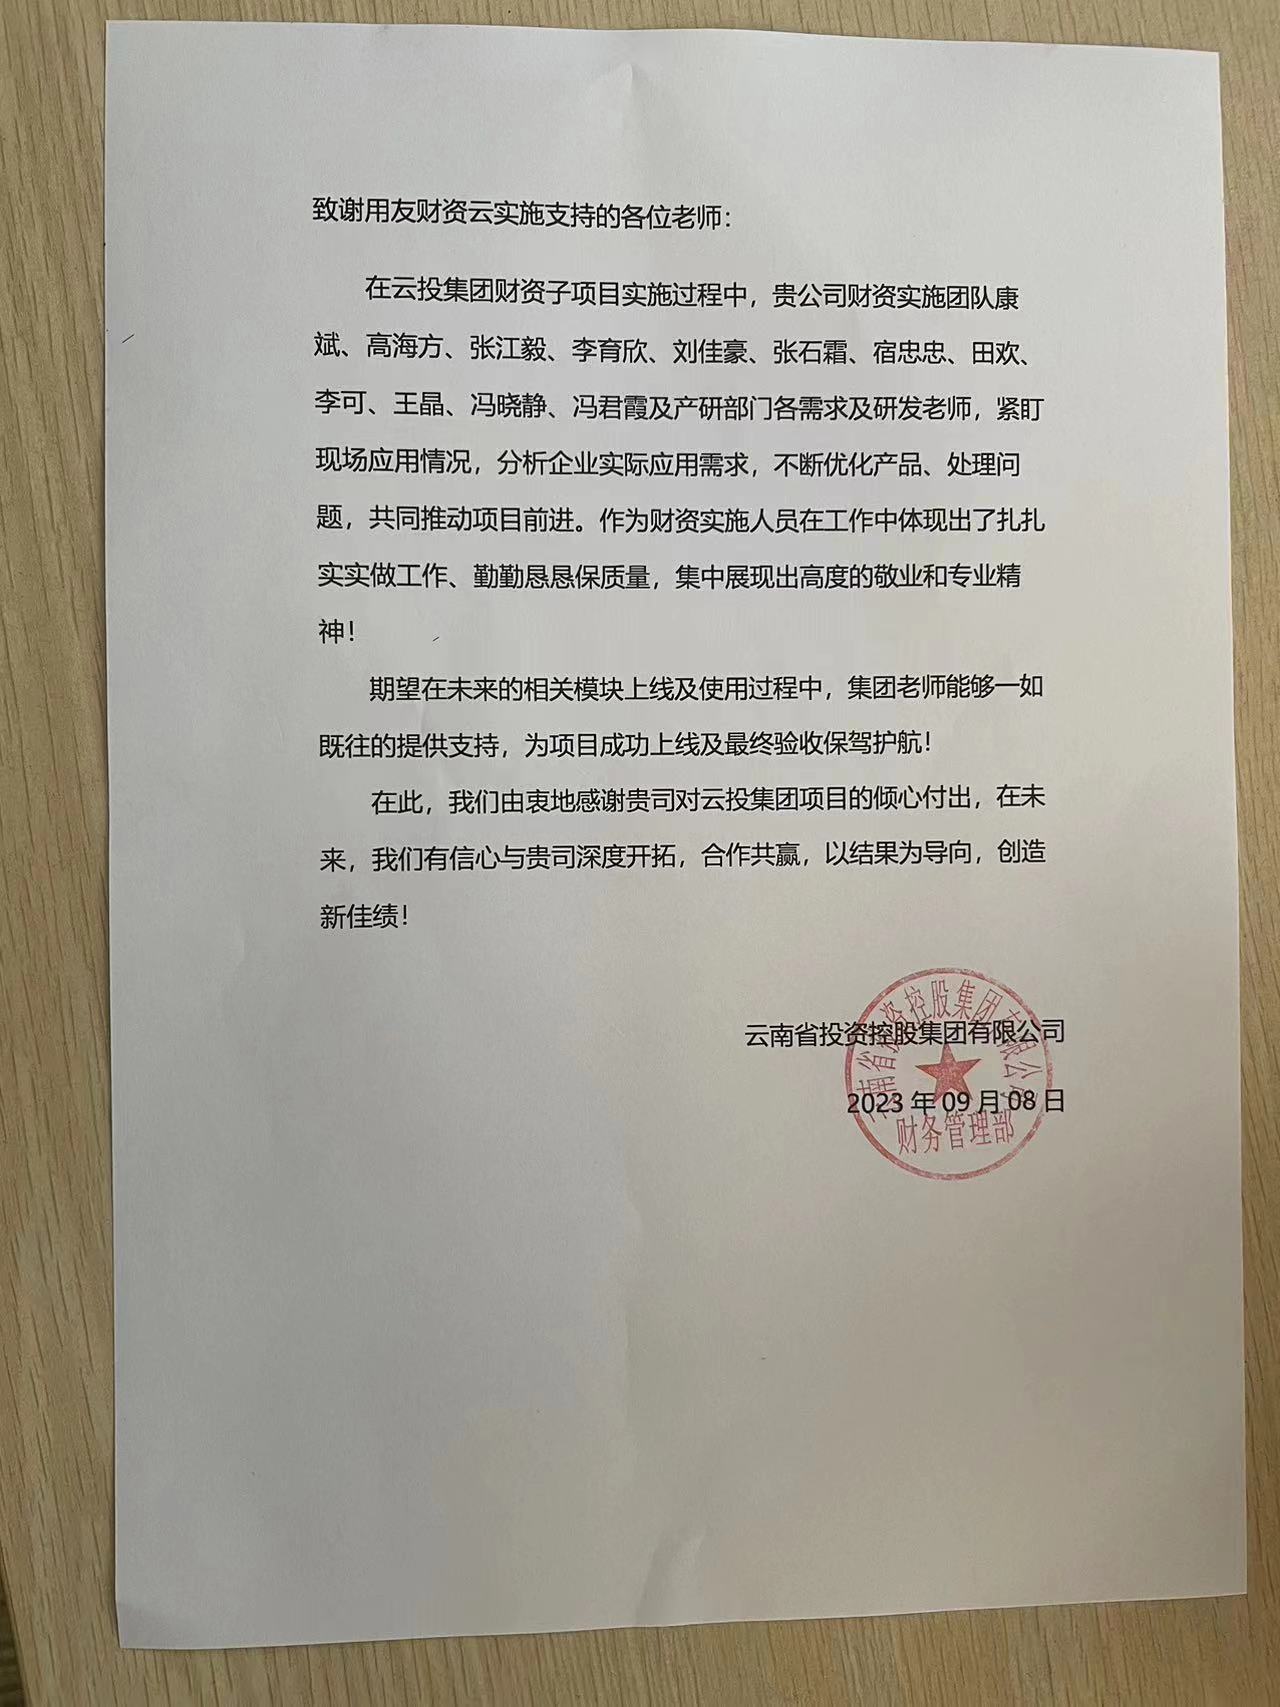 致谢用友财资云实施支持的各位老师：
在云投集团财资子项目实施过程中，贵公司财资实施团队康
斌、高海方、张江毅、李育欣、刘佳豪、张石霜、宿忠忠、田欢、
李可、王晶、冯晓静、冯君霞及产研部门各需求及研发老师，紧盯
现场应用情况，分析企业实际应用需求，不断优化产品、处理问
题，共同推动项目前进。作为财资实施人员在工作中体现出了扎扎
实实做工作、勤勤恳恳保质量，集中展现出高度的敬业和专业精
神！
期望在未来的相关模块上线及使用过程中，集团老师能够一如
既往的提供支持，为项目成功上线及最终验收保驾护航！
在此，我们由衷地感谢贵司对云投集团项目的倾心付出，在未
来，我们有信心与贵司深度开拓，合作共赢，以结果为导向，创造
新佳绩！
云南省投资控股集团有限公司
2023 年 09 月 08 日
云南省投资控股集团有限公司
财务管理部